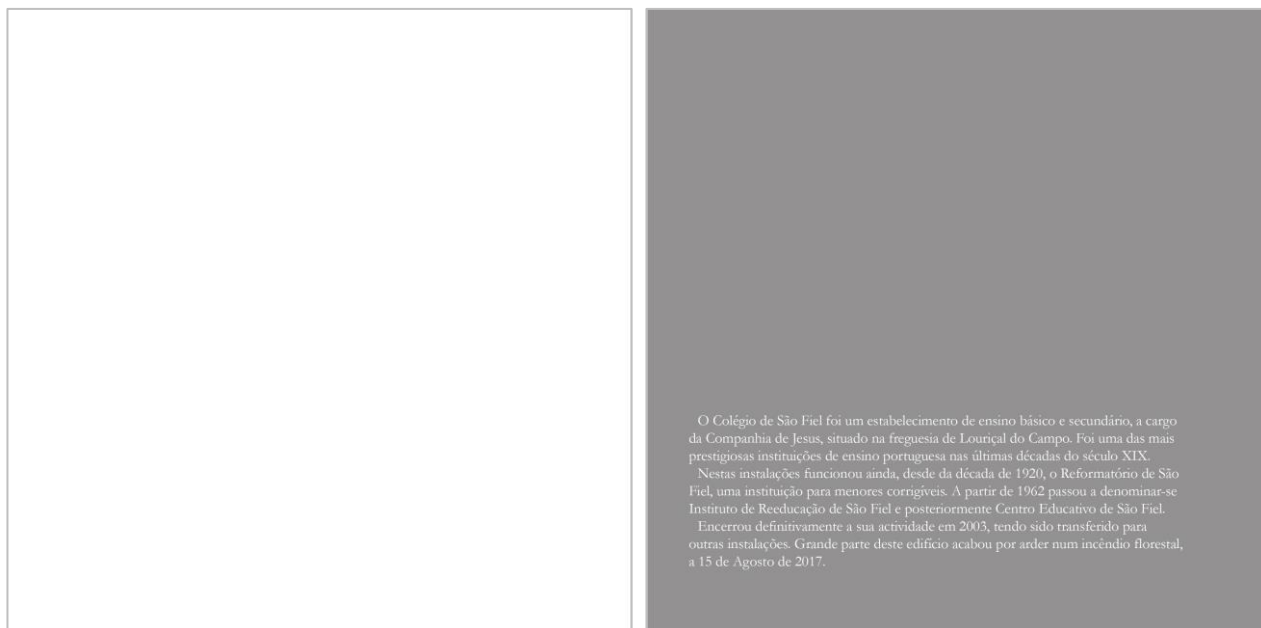 O Colégio de São Fiel foi um estabelecimento de ensino básico e secundário, a cargo
da Companhia de Jesus, situado na freguesia de Louriçal do Campo. Foi uma das mais
prestigiosas instituições de ensino portuguesa nas últimas décadas do século XIX.
Nestas instalações funcionou ainda, desde da década de 1920, o Reformatório de São
Fiel, uma instituição para menores corrigíveis. A partir de 1962 passou a denominar-se
Instituto de Reeducação de São Fiel e posteriormente Centro Educativo de São Fiel.
Encerrou definitivamente a sua actividade em 2003, tendo sido transferido para
outras instalações. Grande parte deste edifício acabou por arder num incêndio florestal,
a 15 de Agosto de 2017.